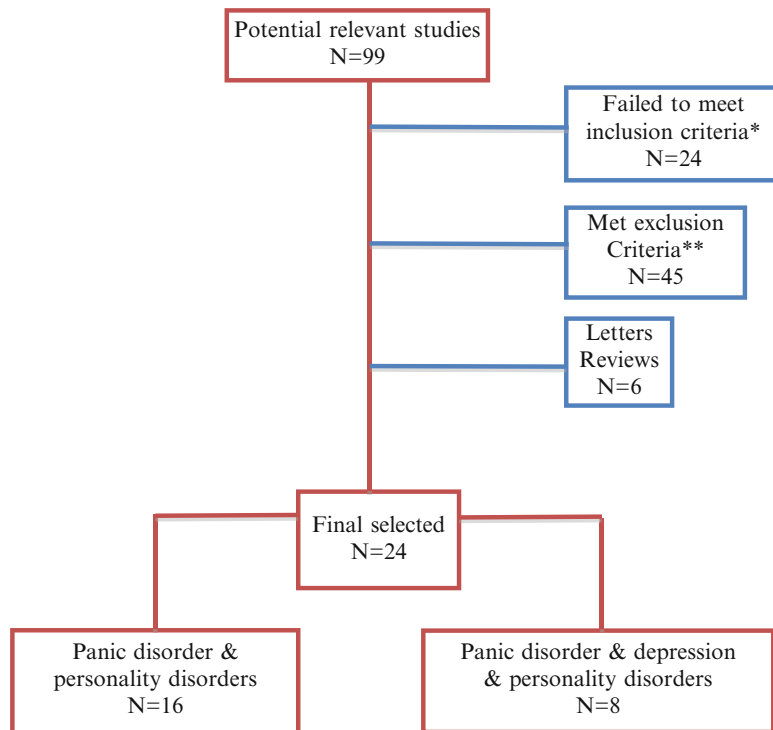 Potential relevant studies
N=99
Failed to meet
inclusion criteria*
N=24
Met exclusion
Criteria**
N=45
Letters
Reviews
N=6
Final selected
N=24
Panic disorder &
personality disorders
N=16
Panic disorder & depression
& personality disorders
N=8